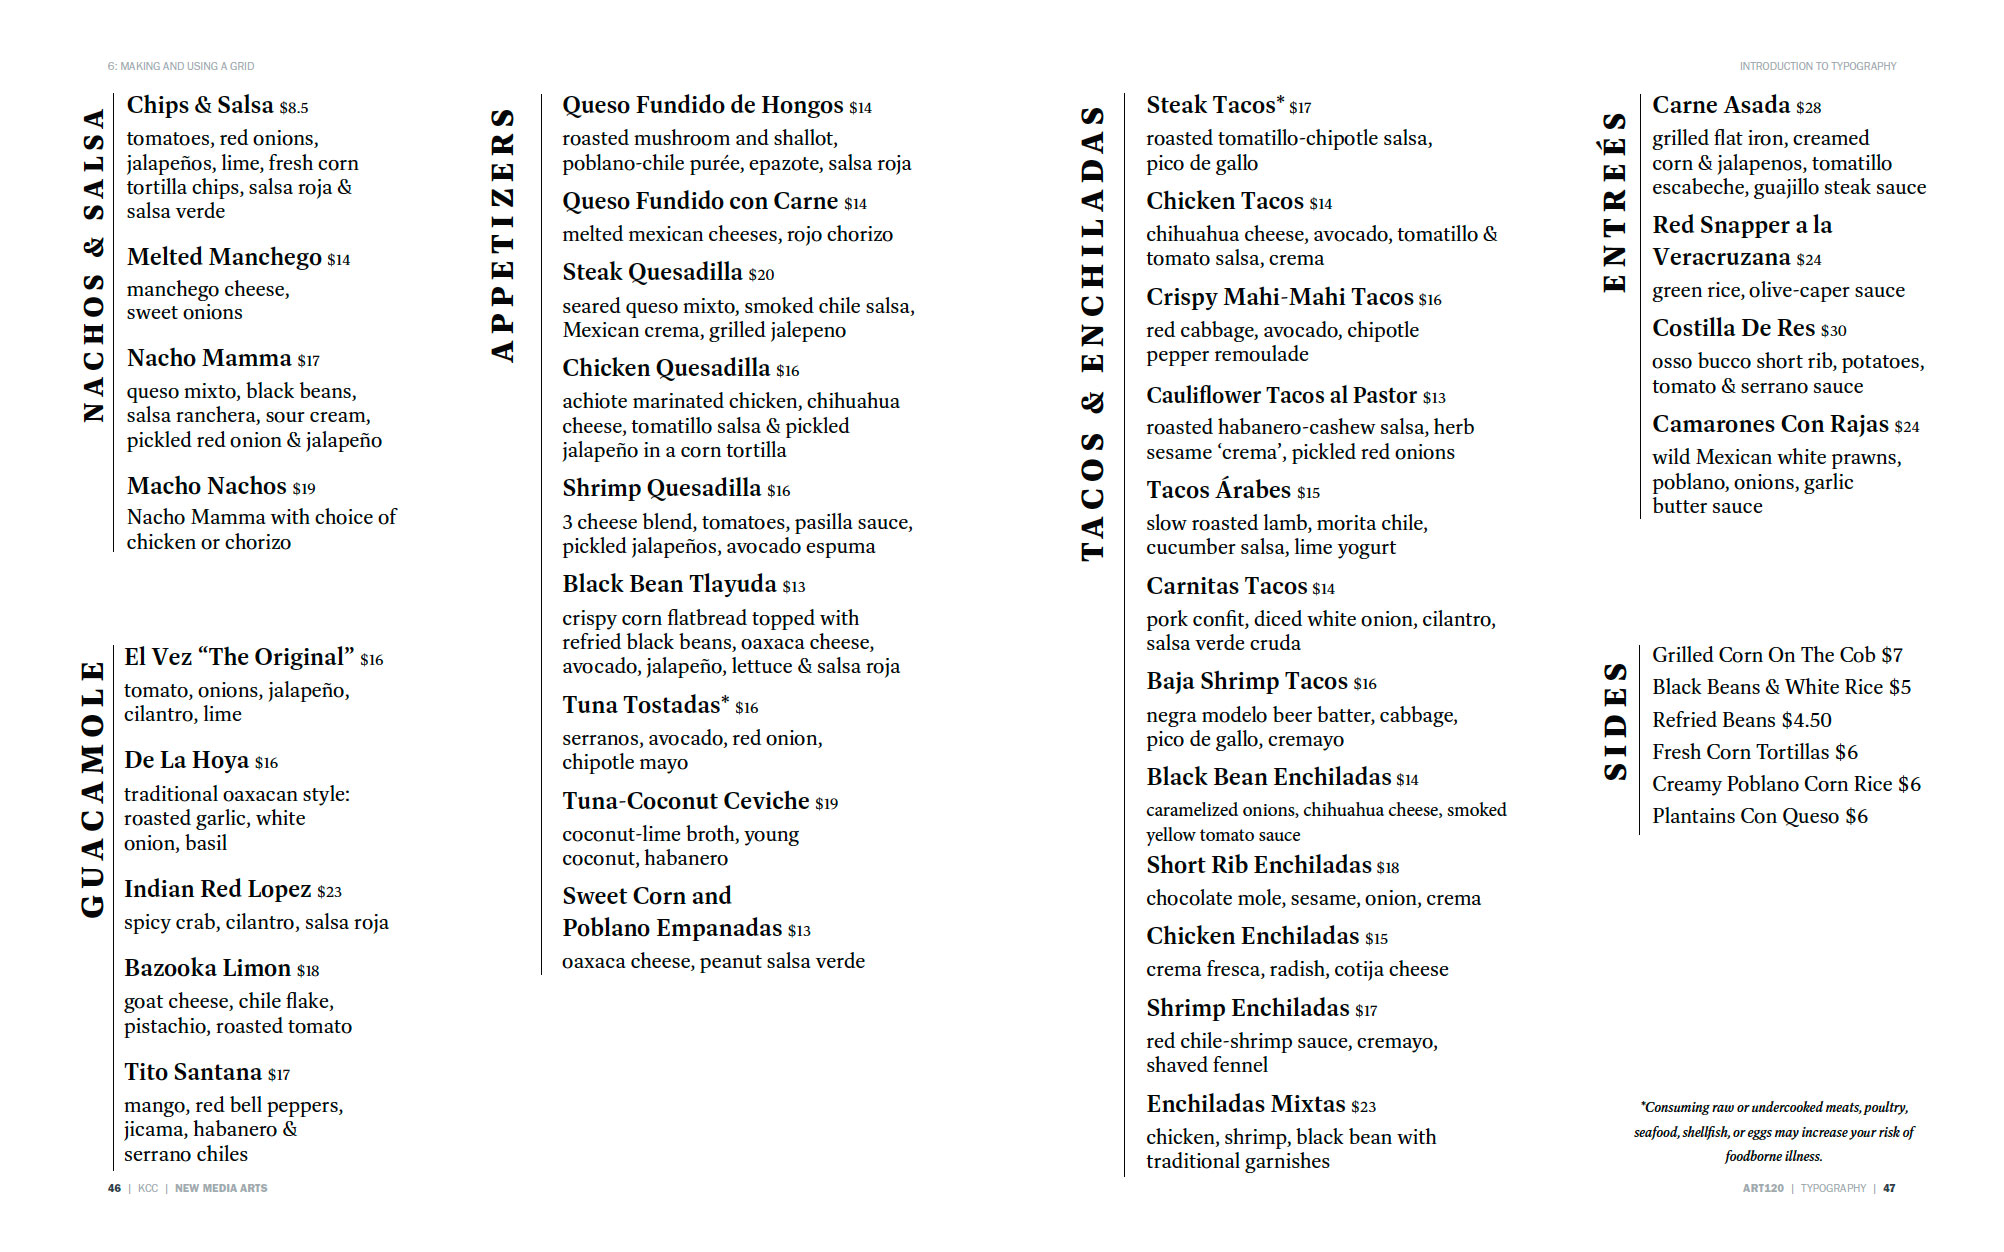 6: MAKING AND USING A GRID
INTRODUCTION TO TYPOGRAPHY
NACHOS & SALSA
Chips & Salsa $8.5
tomatoes, red onions,
jalapeños, lime, fresh corn
tortilla chips, salsa roja &
salsa verde
Melted Manchego $14
manchego cheese,
sweet onions
Nacho Mamma $17
queso mixto, black beans,
salsa ranchera, sour cream,
pickled red onion & jalapeño
Macho Nachos $19
Nacho Mamma with choice of
chicken or chorizo
GUACAMOLE
El Vez “The Original” $16
tomato, onions, jalapeño,
cilantro, lime
De La Hoya $16
traditional oaxacan style:
roasted garlic, white
onion, basil
Indian Red Lopez $23
spicy crab, cilantro, salsa roja
Bazooka Limon $18
goat cheese, chile flake,
pistachio, roasted tomato
Tito Santana $17
mango, red bell peppers,
jicama, habanero &
serrano chiles
APPETIZERS
Queso Fundido de Hongos $14
roasted mushroom and shallot,
poblano-chile purée, epazote, salsa roja
Queso Fundido con Carne $14
melted mexican cheeses, rojo chorizo
Steak Quesadilla $20
seared queso mixto, smoked chile salsa,
Mexican crema, grilled jalepeno
Chicken Quesadilla $16
achiote marinated chicken, chihuahua
cheese, tomatillo salsa & pickled
jalapeño in a corn tortilla
Shrimp Quesadilla $16
3 cheese blend, tomatoes, pasilla sauce,
pickled jalapeños, avocado espuma
Black Bean Tlayuda $13
crispy corn flatbread topped with
refried black beans, oaxaca cheese,
avocado, jalapeño, lettuce & salsa roja
Tuna Tostadas* $16
serranos, avocado, red onion,
chipotle mayo
Tuna-Coconut Ceviche $19
coconut-lime broth, young
coconut, habanero
Sweet Corn and
Poblano Empanadas $13
oaxaca cheese, peanut salsa verde
TACOS & ENCHILADAS
Steak Tacos* $17
roasted tomatillo-chipotle salsa,
pico de gallo
Chicken Tacos $14
chihuahua cheese, avocado, tomatillo &
tomato salsa, crema
Crispy Mahi-Mahi Tacos $16
red cabbage, avocado, chipotle
pepper remoulade
Cauliflower Tacos al Pastor $13
roasted habanero-cashew salsa, herb
sesame ‘crema’, pickled red onions
Tacos Árabes $15
slow roasted lamb, morita chile,
cucumber salsa, lime yogurt
Carnitas Tacos $14
pork confit, diced white onion, cilantro,
salsa verde cruda
Baja Shrimp Tacos $16
negra modelo beer batter, cabbage,
pico de gallo, cremayo
Black Bean Enchiladas $14
caramelized onions, chihuahua cheese, smoked
yellow tomato sauce
Short Rib Enchiladas $18
chocolate mole, sesame, onion, crema
Chicken Enchiladas $15
crema fresca, radish, cotija cheese
Shrimp Enchiladas $17
red chile-shrimp sauce, cremayo,
shaved fennel
Enchiladas Mixtas $23
chicken, shrimp, black bean with
traditional garnishes
ENTREÉS
Carne Asada $28
grilled flat iron, creamed
corn & jalapenos, tomatillo
escabeche, guajillo steak sauce
Red Snapper a la
Veracruzana $24
green rice, olive-caper sauce
Costilla De Res $30
osso bucco short rib, potatoes,
tomato & serrano sauce
Camarones Con Rajas $24
wild Mexican white prawns,
poblano, onions, garlic
butter sauce
SIDES
Grilled Corn On The Cob $7
Black Beans & White Rice $5
Refried Beans $4.50
Fresh Corn Tortillas $6
Creamy Poblano Corn Rice $6
Plantains Con Queso $6
*Consuming raw or undercooked meats, poultry,
seafood, shellfish, or eggs may increase your risk of
foodborne illness.
46 | KCC | NEW MEDIA ARTS
ART120 | TYPOGRAPHY | 47